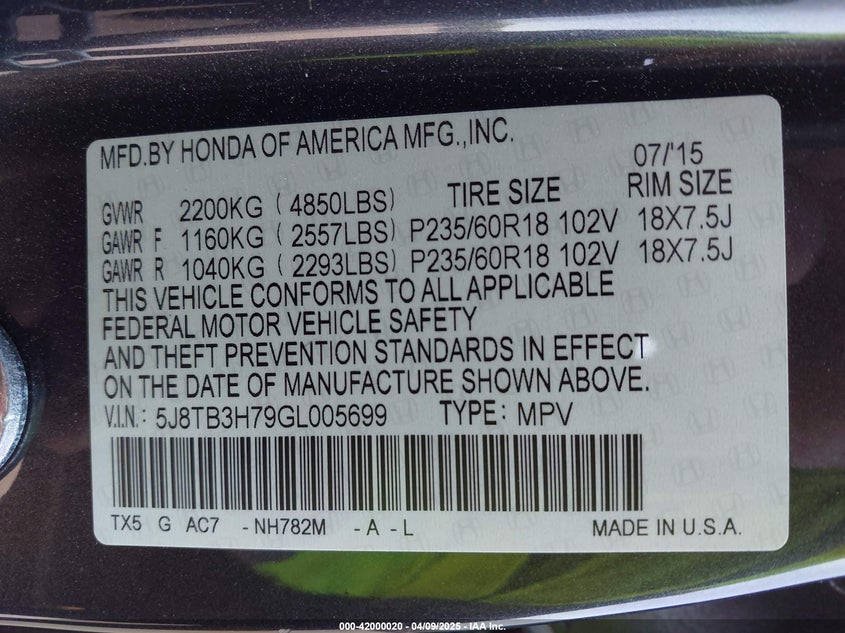 MFD.BY HONDA OF AMERICA MFG.,INC.
07/'15
GVWR 2200KG ( 4850LBS) TIRE SIZE RIM SIZE
GAWR F 1160KG ( 2557LBS) P235/60R18 102V 18X7.5J
GAWR R 1040KG ( 2293LBS) P235/60R18 102V 18X7.5J
THIS VEHICLE CONFORMS TO ALL APPLICABLE
FEDERAL MOTOR VEHICLE SAFETY
AND THEFT PREVENTION STANDARDS IN EFFECT
ON THE DATE OF MANUFACTURE SHOWN ABOVE.
V.I.N.: 5J8TB3H79GL005699 TYPE: MPV
TX5 G AC7 -NH782M -A -L MADE IN U.S.A.
000-42000020 - 04/09/2025 - IAA Inc.